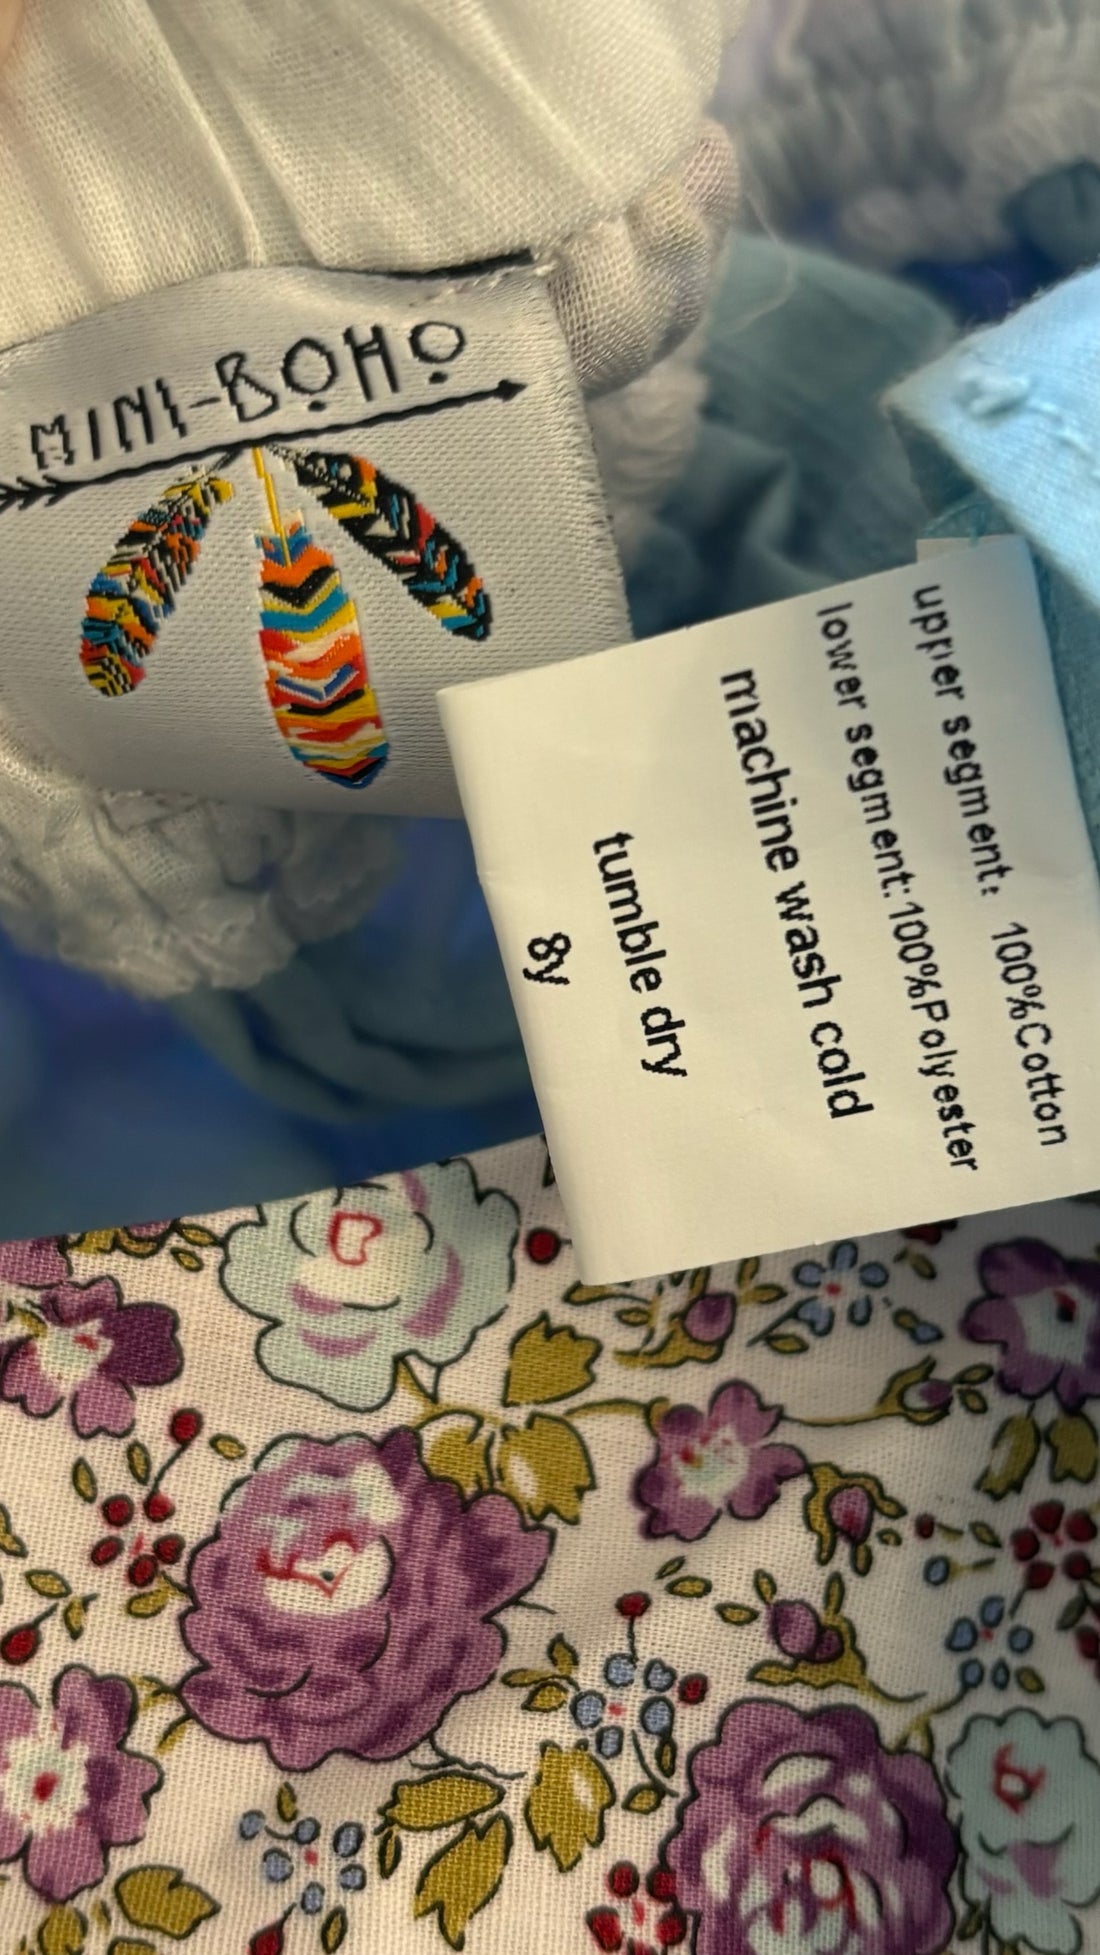 MINI-BOHO
upper segment: 100%Cotton
lower segment:100%Polyester
machine wash cold
tumble dry
8y